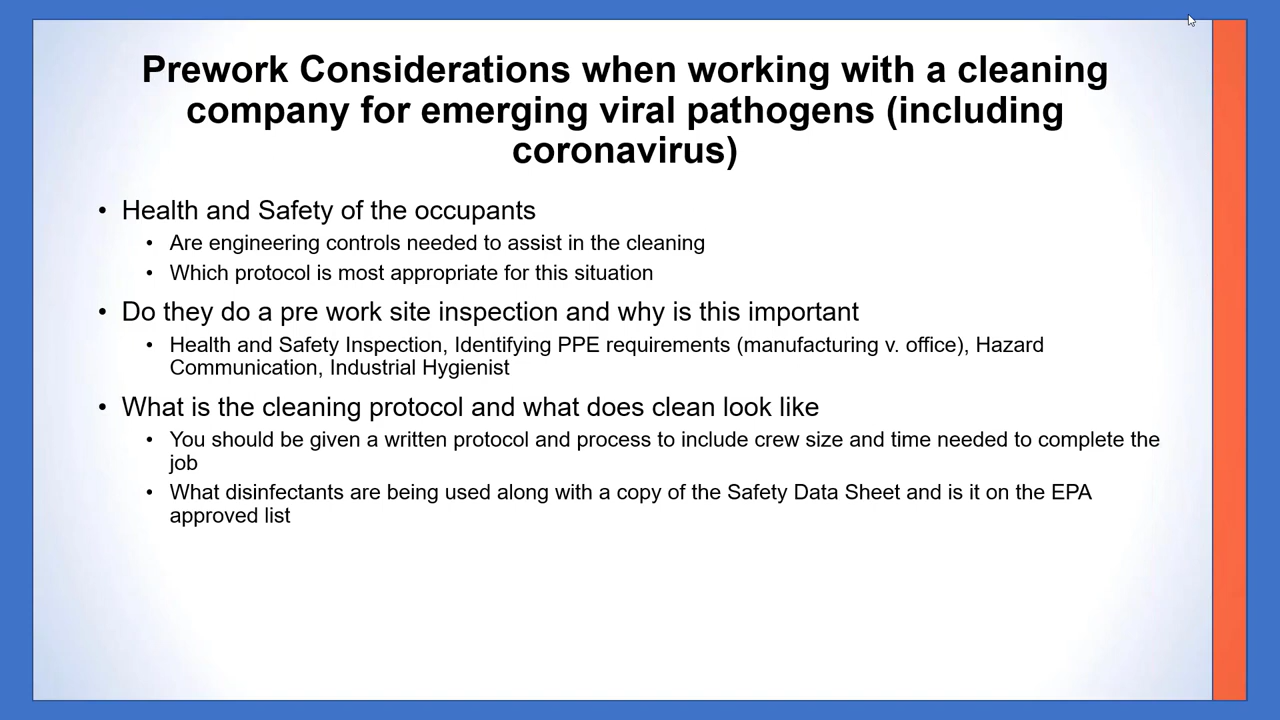 Prework Considerations when working with a cleaning
company for emerging viral pathogens (including
coronavirus)
• Health and Safety of the occupants
• Are engineering controls needed to assist in the cleaning
• Which protocol is most appropriate for this situation
• Do they do a pre work site inspection and why is this important
• Health and Safety Inspection, Identifying PPE requirements (manufacturing v. office), Hazard
Communication, Industrial Hygienist
• What is the cleaning protocol and what does clean look like
• You should be given a written protocol and process to include crew size and time needed to complete the
job
• What disinfectants are being used along with a copy of the Safety Data Sheet and is it on the EPA
approved list